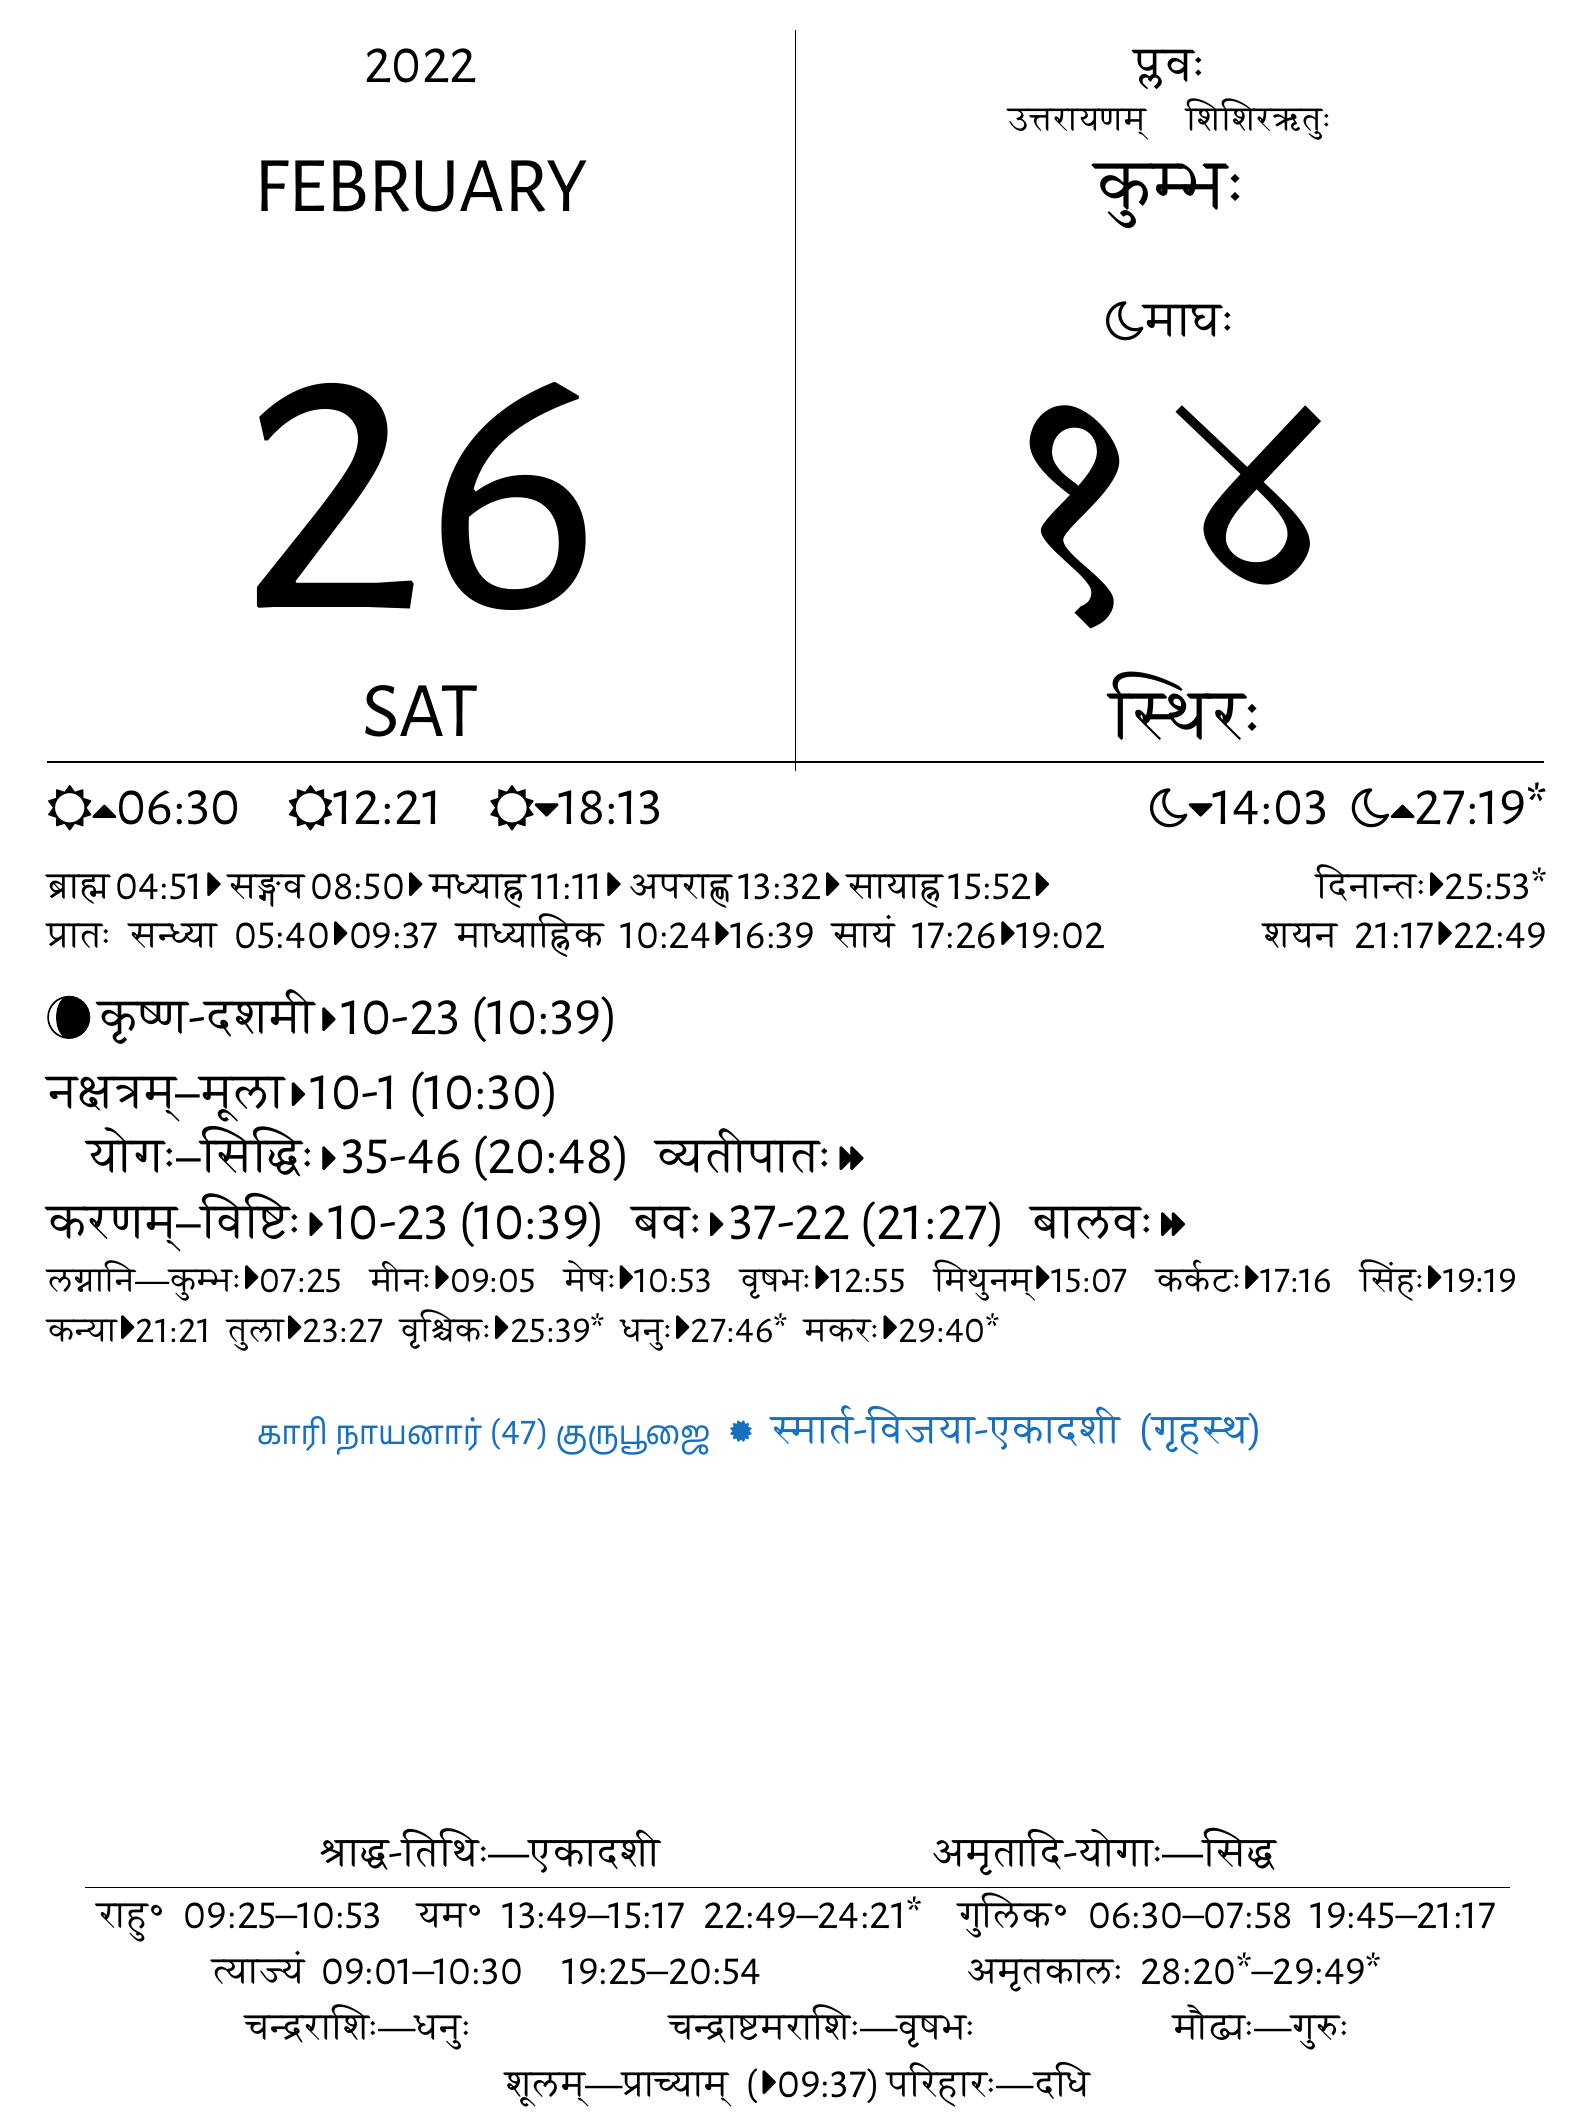 2022
FEBRUARY
26
SAT
प्लवः
उत्तरायणम् शिशिरऋतुः
कुम्भः
माघः
१४
स्थिरः
06:30 12:21 18:13 14:03 27:19*
ब्राह्म 04:51 सङ्गव 08:50 मध्याह्न 11:11 अपराह्ण 13:32 सायाह्न 15:52 दिनान्तः 25:53*
प्रातः सन्ध्या 05:40 09:37 माध्याह्निक 10:24 16:39 सायं 17:26 19:02 शयन 21:17 22:49
कृष्ण-दशमी 10-23 (10:39)
नक्षत्रम्–मूला 10-1 (10:30)
योगः–सिद्धिः 35-46 (20:48) व्यतीपातः
करणम्–विष्टिः 10-23 (10:39) बवः 37-22 (21:27) बालवः
लग्नानि—कुम्भः 07:25 मीनः 09:05 मेषः 10:53 वृषभः 12:55 मिथुनम् 15:07 कर्कटः 17:16 सिंहः 19:19
कन्या 21:21 तुला 23:27 वृश्चिकः 25:39* धनुः 27:46* मकरः 29:40*
காரி நாயனார் (47) குருபூஜை ✹ स्मार्त-विजया-एकादशी (गृहस्थ)
श्राद्ध-तिथिः—एकादशी अमृतादि-योगाः—सिद्ध
राहु॰ 09:25–10:53 यम॰ 13:49–15:17 22:49–24:21* गुलिक॰ 06:30–07:58 19:45–21:17
त्याज्यं 09:01–10:30 19:25–20:54 अमृतकालः 28:20*–29:49*
चन्द्रराशिः—धनुः चन्द्राष्टमराशिः—वृषभः मौढ्यः—गुरुः
शूलम्—प्राच्याम् (09:37) परिहारः—दधि